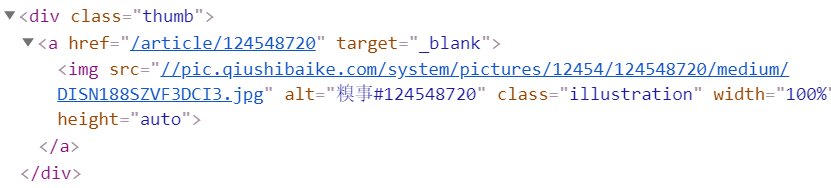 ▼<div class="thumb">
▼<a href="/article/124548720" target="_blank">
<img src="//pic.qiushibaike.com/system/pictures/12454/124548720/medium/
DISN188SZVF3DCI3.jpg" alt="糗事#124548720" class="illustration" width="100%"
height="auto">
</a>
</div>